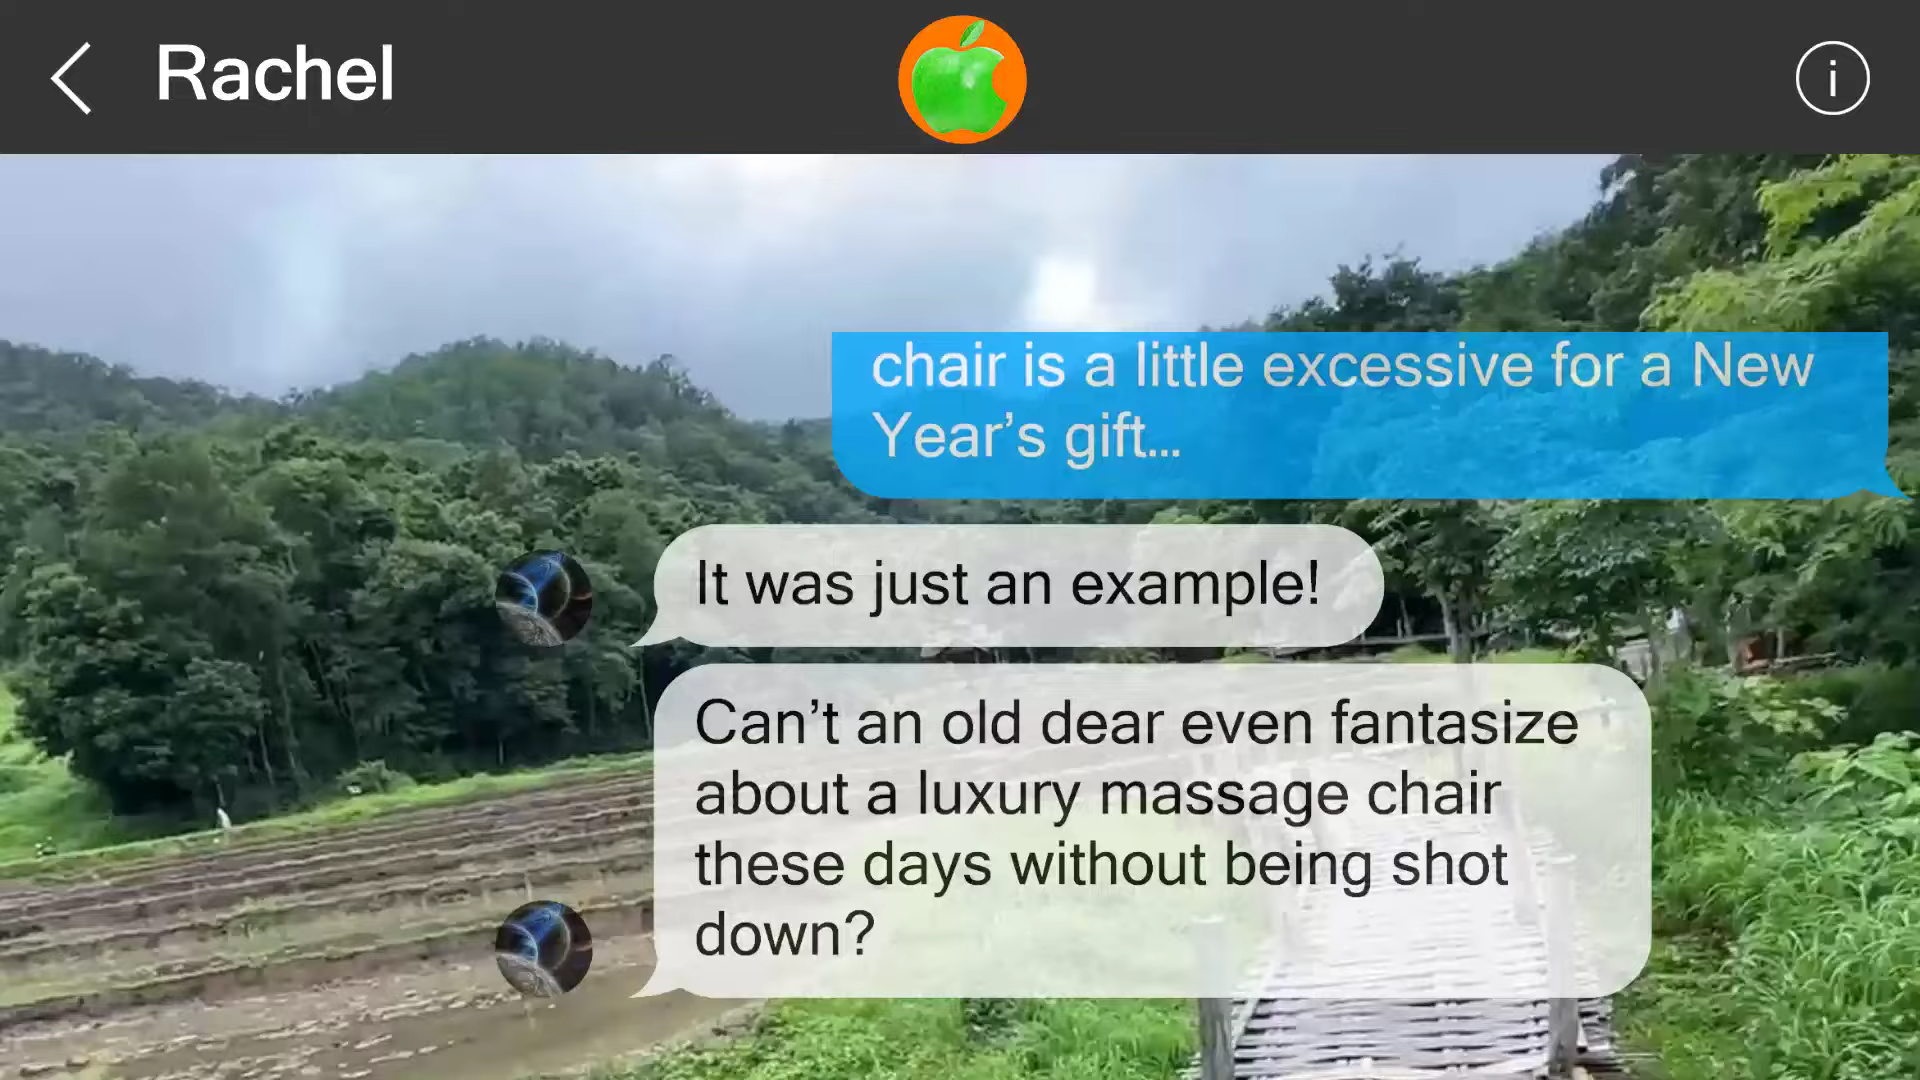 Rachel
chair is a little excessive for a New
Year’s gift...
It was just an example!
Can’t an old dear even fantasize
about a luxury massage chair
these days without being shot
down?